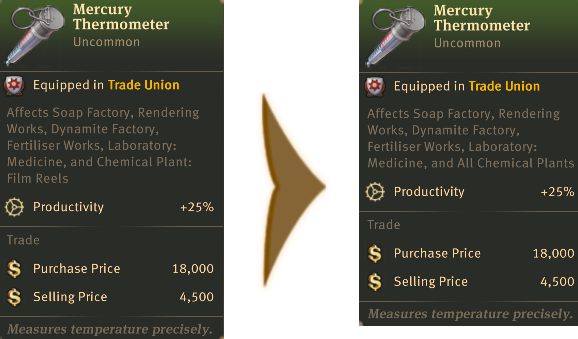 Mercury
Thermometer
Uncommon
Equipped in Trade Union
Affects Soap Factory, Rendering
Works, Dynamite Factory,
Fertiliser Works, Laboratory:
Medicine, and Chemical Plant:
Film Reels
Productivity +25%
Trade
Purchase Price 18,000
Selling Price 4,500
Measures temperature precisely.
Mercury
Thermometer
Uncommon
Equipped in Trade Union
Affects Soap Factory, Rendering
Works, Dynamite Factory,
Fertiliser Works, Laboratory:
Medicine, and All Chemical Plants
Productivity +25%
Trade
Purchase Price 18,000
Selling Price 4,500
Measures temperature precisely.